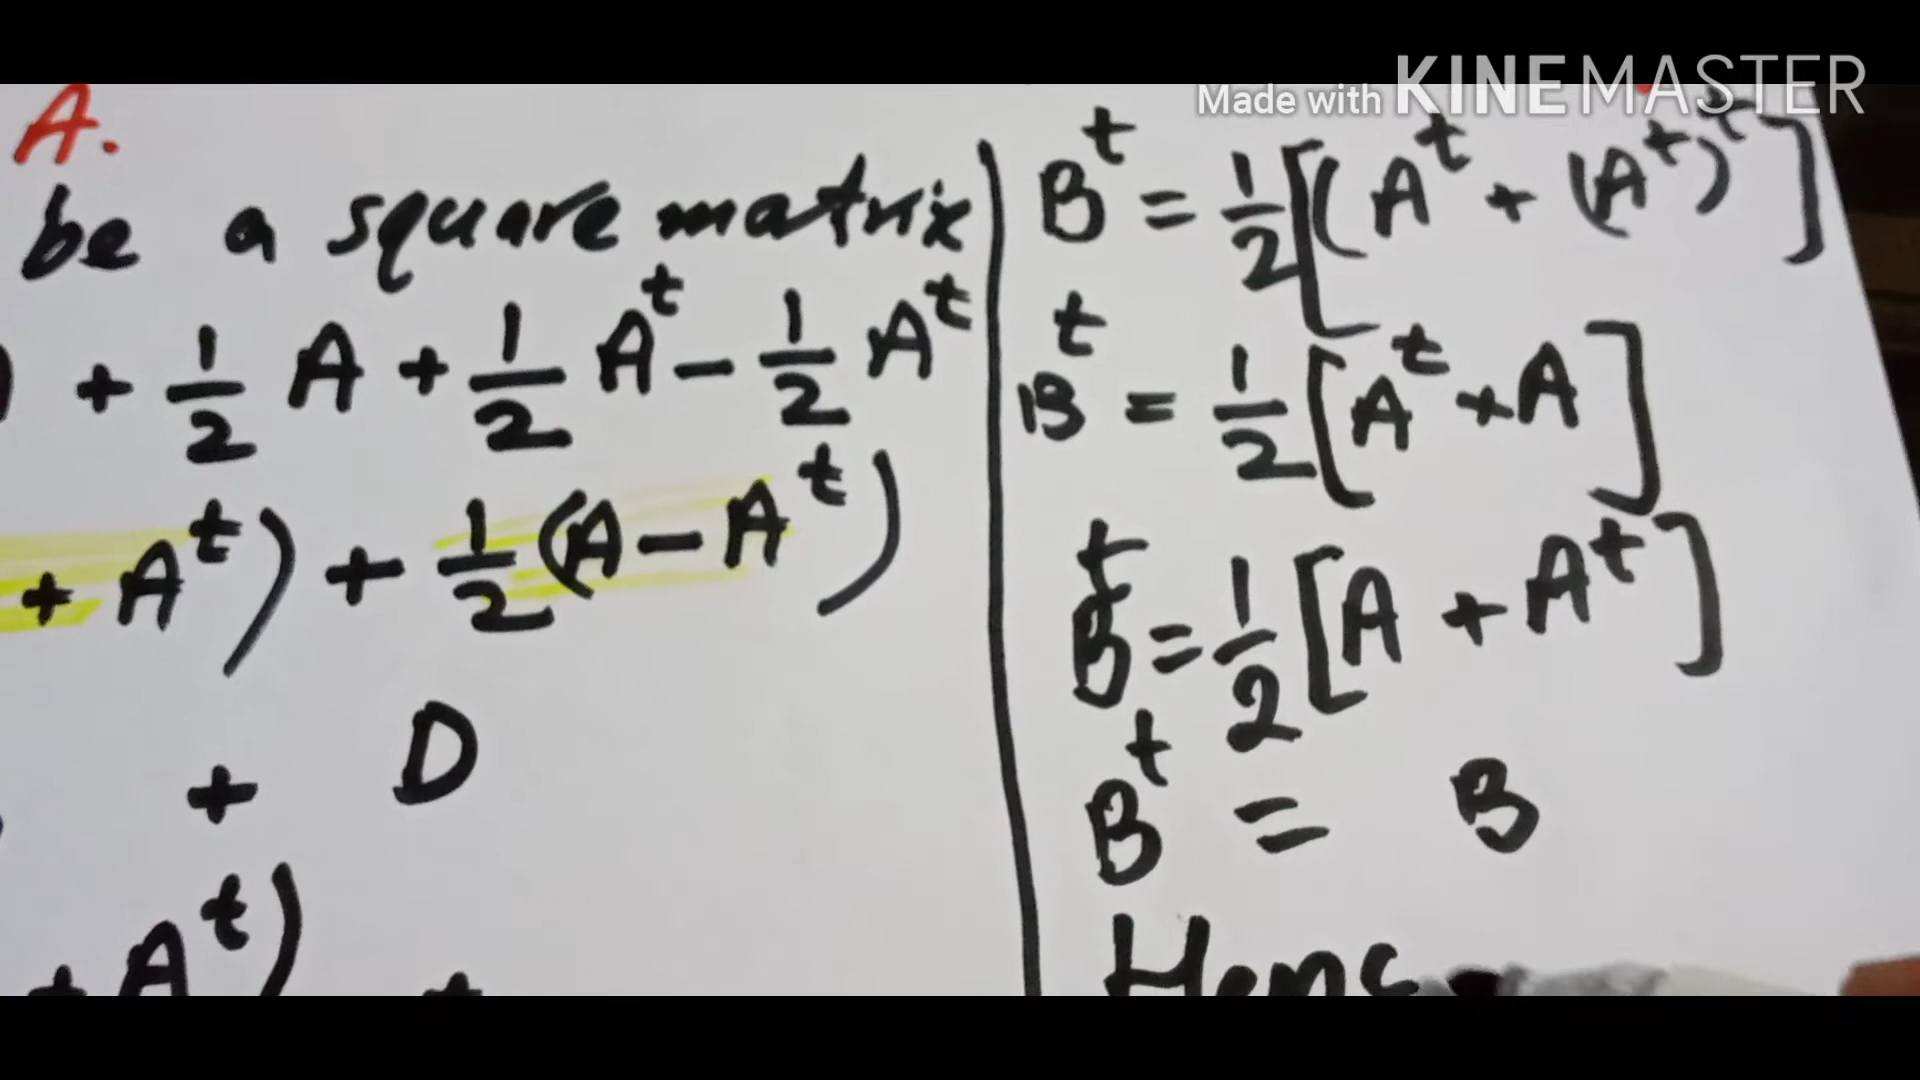 Made with KINEMASTER
A.
be a square matrix
+ 1/2 A + 1/2 A^t - 1/2 A^t
+ A^t) + 1/2 (A - A^t)
+ D
+ A^t) +
B^t = 1/2 [(A^t + (A^t)^t]
B^t = 1/2 [A^t + A]
B^t = 1/2 [A + A^t]
B^t = B
Henc